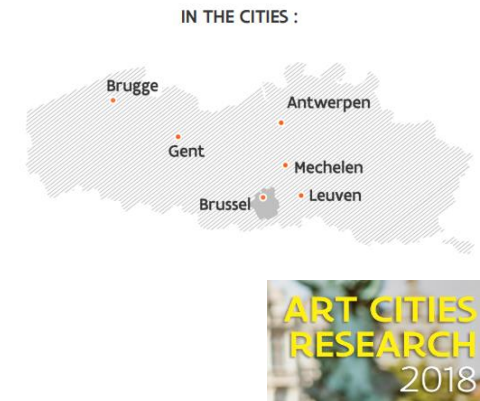 IN THE CITIES :
Brugge
Antwerpen
Gent
Mechelen
Leuven
Brussel
ART CITIES
RESEARCH
2018